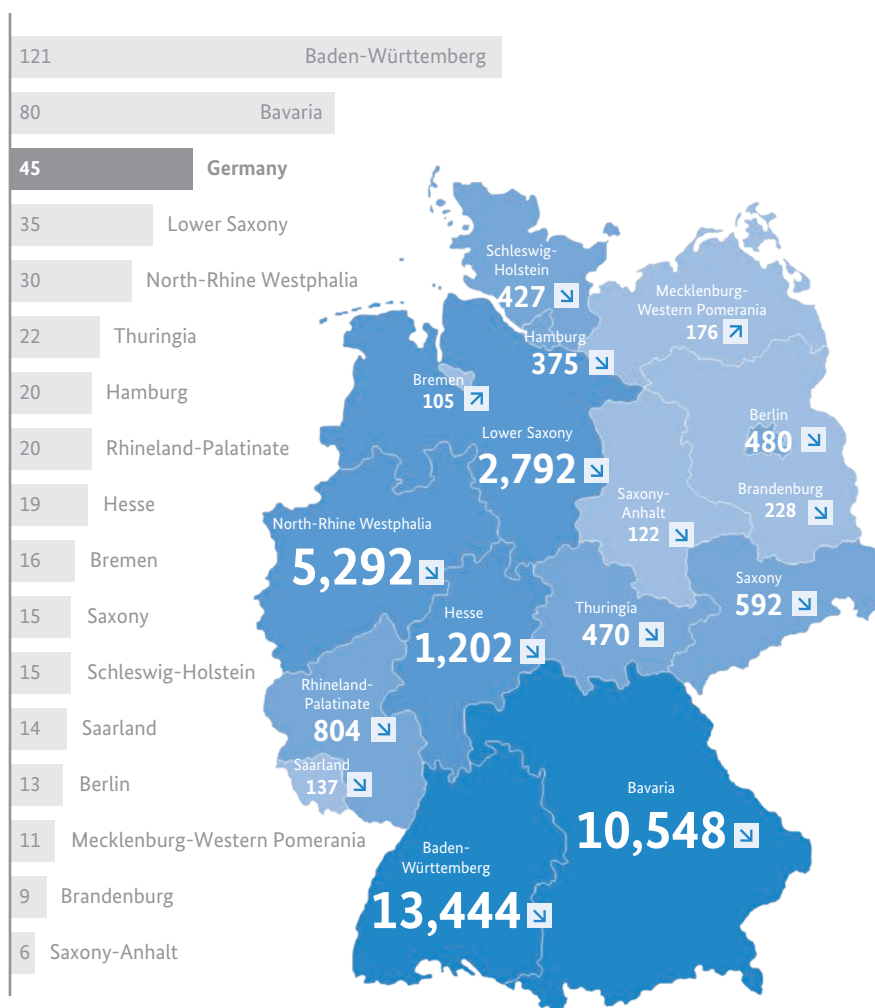 121 Baden-Württemberg
80 Bavaria
45 Germany
35 Lower Saxony
30 North-Rhine Westphalia
22 Thuringia
20 Hamburg
20 Rhineland-Palatinate
19 Hesse
16 Bremen
15 Saxony
15 Schleswig-Holstein
14 Saarland
13 Berlin
11 Mecklenburg-Western Pomerania
9 Brandenburg
6 Saxony-Anhalt
Schleswig-
Holstein
427
Mecklenburg-
Western Pomerania
176
Hamburg
375
Bremen
105
Berlin
480
Lower Saxony
2,792
Brandenburg
228
Saxony-
Anhalt
122
North-Rhine Westphalia
5,292
Saxony
592
Thuringia
470
Hesse
1,202
Rhineland-
Palatinate
804
Saarland
137
Bavaria
10,548
Baden-
Württemberg
13,444